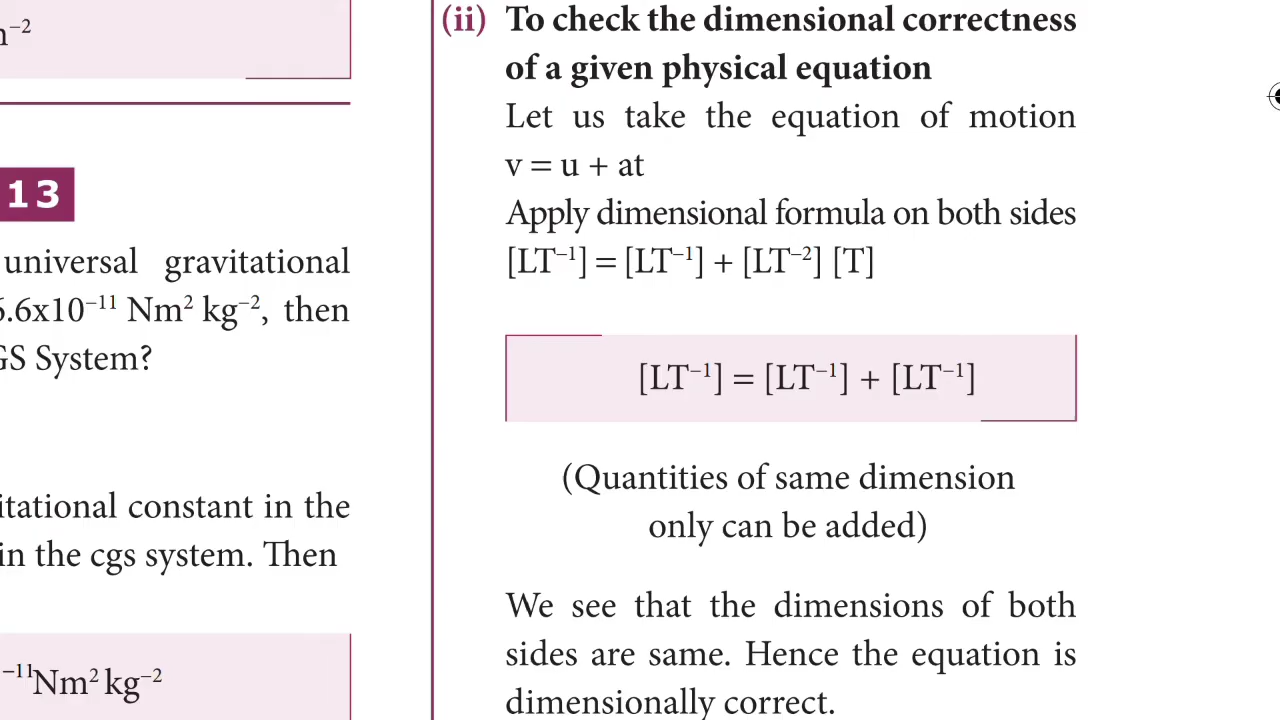 m⁻²
13
universal gravitational
6.6x10⁻¹¹ Nm² kg⁻², then
GS System?
itational constant in the
in the cgs system. Then
⁻¹¹Nm² kg⁻²
(ii) To check the dimensional correctness
of a given physical equation
Let us take the equation of motion
v = u + at
Apply dimensional formula on both sides
[LT⁻¹] = [LT⁻¹] + [LT⁻²] [T]
[LT⁻¹] = [LT⁻¹] + [LT⁻¹]
(Quantities of same dimension
only can be added)
We see that the dimensions of both
sides are same. Hence the equation is
dimensionally correct.